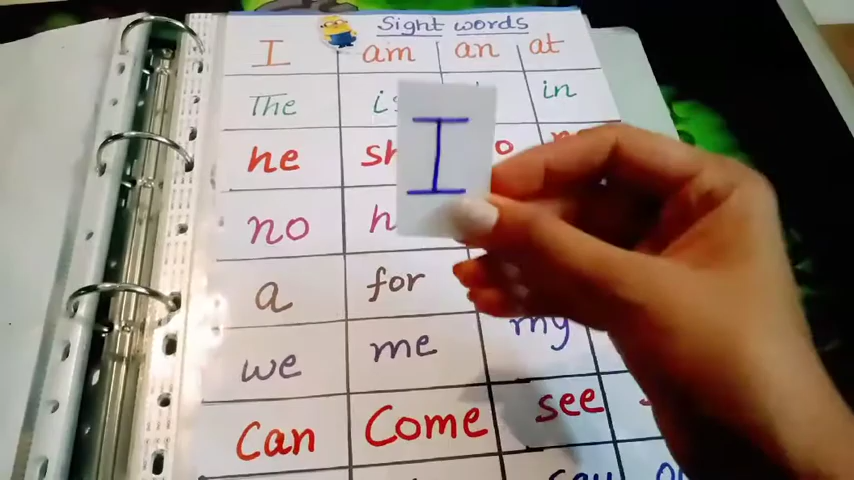 Sight words
I am an at
The in
he
I
no
a for
we me my
Can Come see